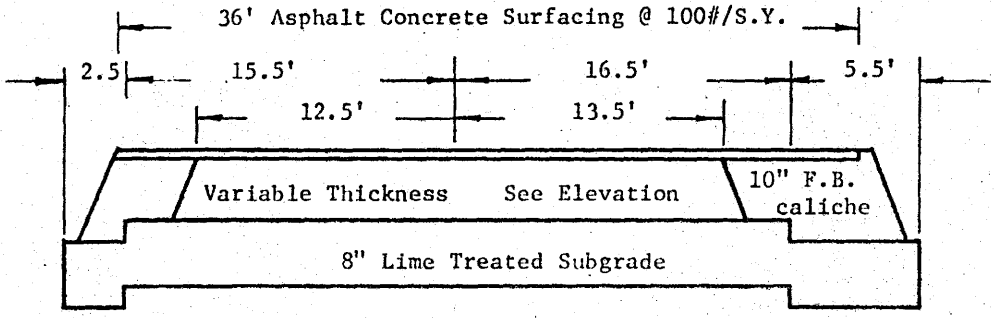 36' Asphalt Concrete Surfacing @ 100#/S.Y.
2.5 15.5' 16.5' 5.5'
12.5' 13.5'
Variable Thickness See Elevation
10" F.B.
caliche
8" Lime Treated Subgrade